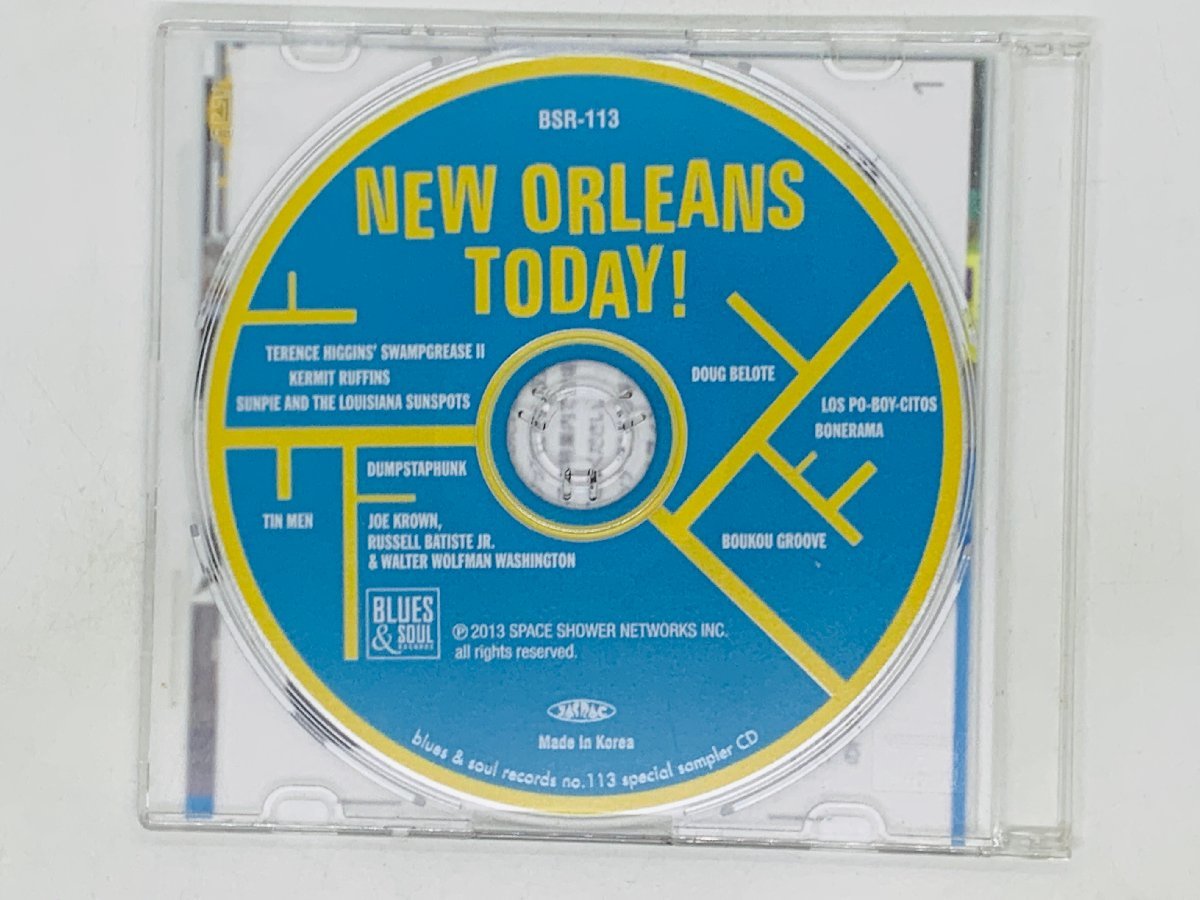 BSR-113
NEW ORLEANS
TODAY!
TERENCE HIGGINS' SWAMPGREASE II
KERMIT RUFFINS
SUNPIE AND THE LOUISIANA SUNSPOTS
DOUG BELOTE
LOS PO-BOY-CITOS
BONERAMA
DUMPSTAPHUNK
TIN MEN
JOE KROWN,
RUSSELL BATISTE JR.
& WALTER WOLFMAN WASHINGTON
BOUKOU GROOVE
BLUES
& SOUL
RECORDS
℗ 2013 SPACE SHOWER NETWORKS INC.
all rights reserved.
JASRAC
Made in Korea
blues & soul records no.113 special sampler CD
1